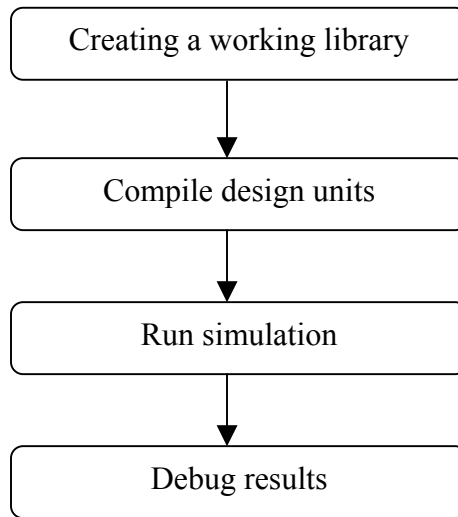 Creating a working library
Compile design units
Run simulation
Debug results